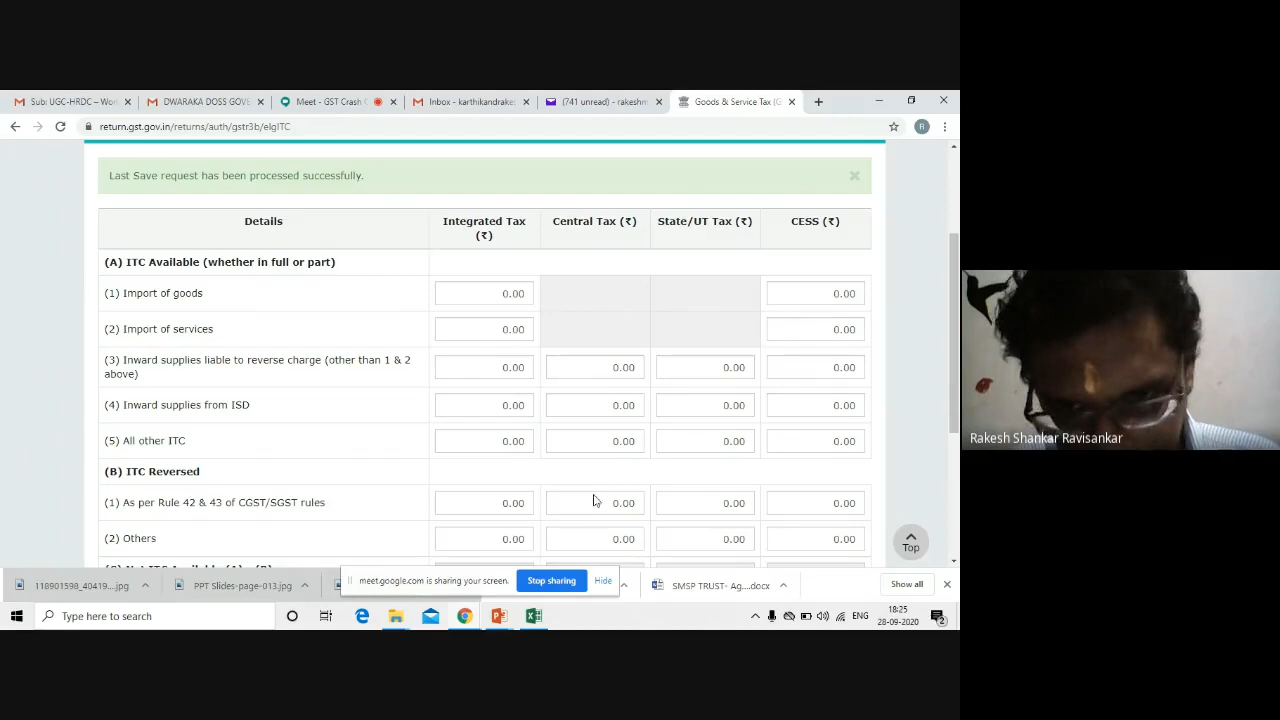 Sub: UGC-HRDC – Wor
DWARAKA DOSS GOVE
Meet - GST Crash C
Inbox - karthikandrakes
(741 unread) - rakeshm
Goods & Service Tax (G
return.gst.gov.in/returns/auth/gstr3b/elgITC
R
Last Save request has been processed successfully.
Details
Integrated Tax (₹)
Central Tax (₹)
State/UT Tax (₹)
CESS (₹)
(A) ITC Available (whether in full or part)
(1) Import of goods
0.00
0.00
(2) Import of services
0.00
0.00
(3) Inward supplies liable to reverse charge (other than 1 & 2
above)
0.00
0.00
0.00
0.00
(4) Inward supplies from ISD
0.00
0.00
0.00
0.00
(5) All other ITC
0.00
0.00
0.00
0.00
(B) ITC Reversed
(1) As per Rule 42 & 43 of CGST/SGST rules
0.00
0.00
0.00
0.00
(2) Others
0.00
0.00
0.00
0.00
Top
Rakesh Shankar Ravisankar
118901598_40419....jpg
PPT Slides-page-013.jpg
meet.google.com is sharing your screen.
Stop sharing
Hide
SMSP TRUST- Ag....docx
Show all
Type here to search
ENG
18:25
28-09-2020
2